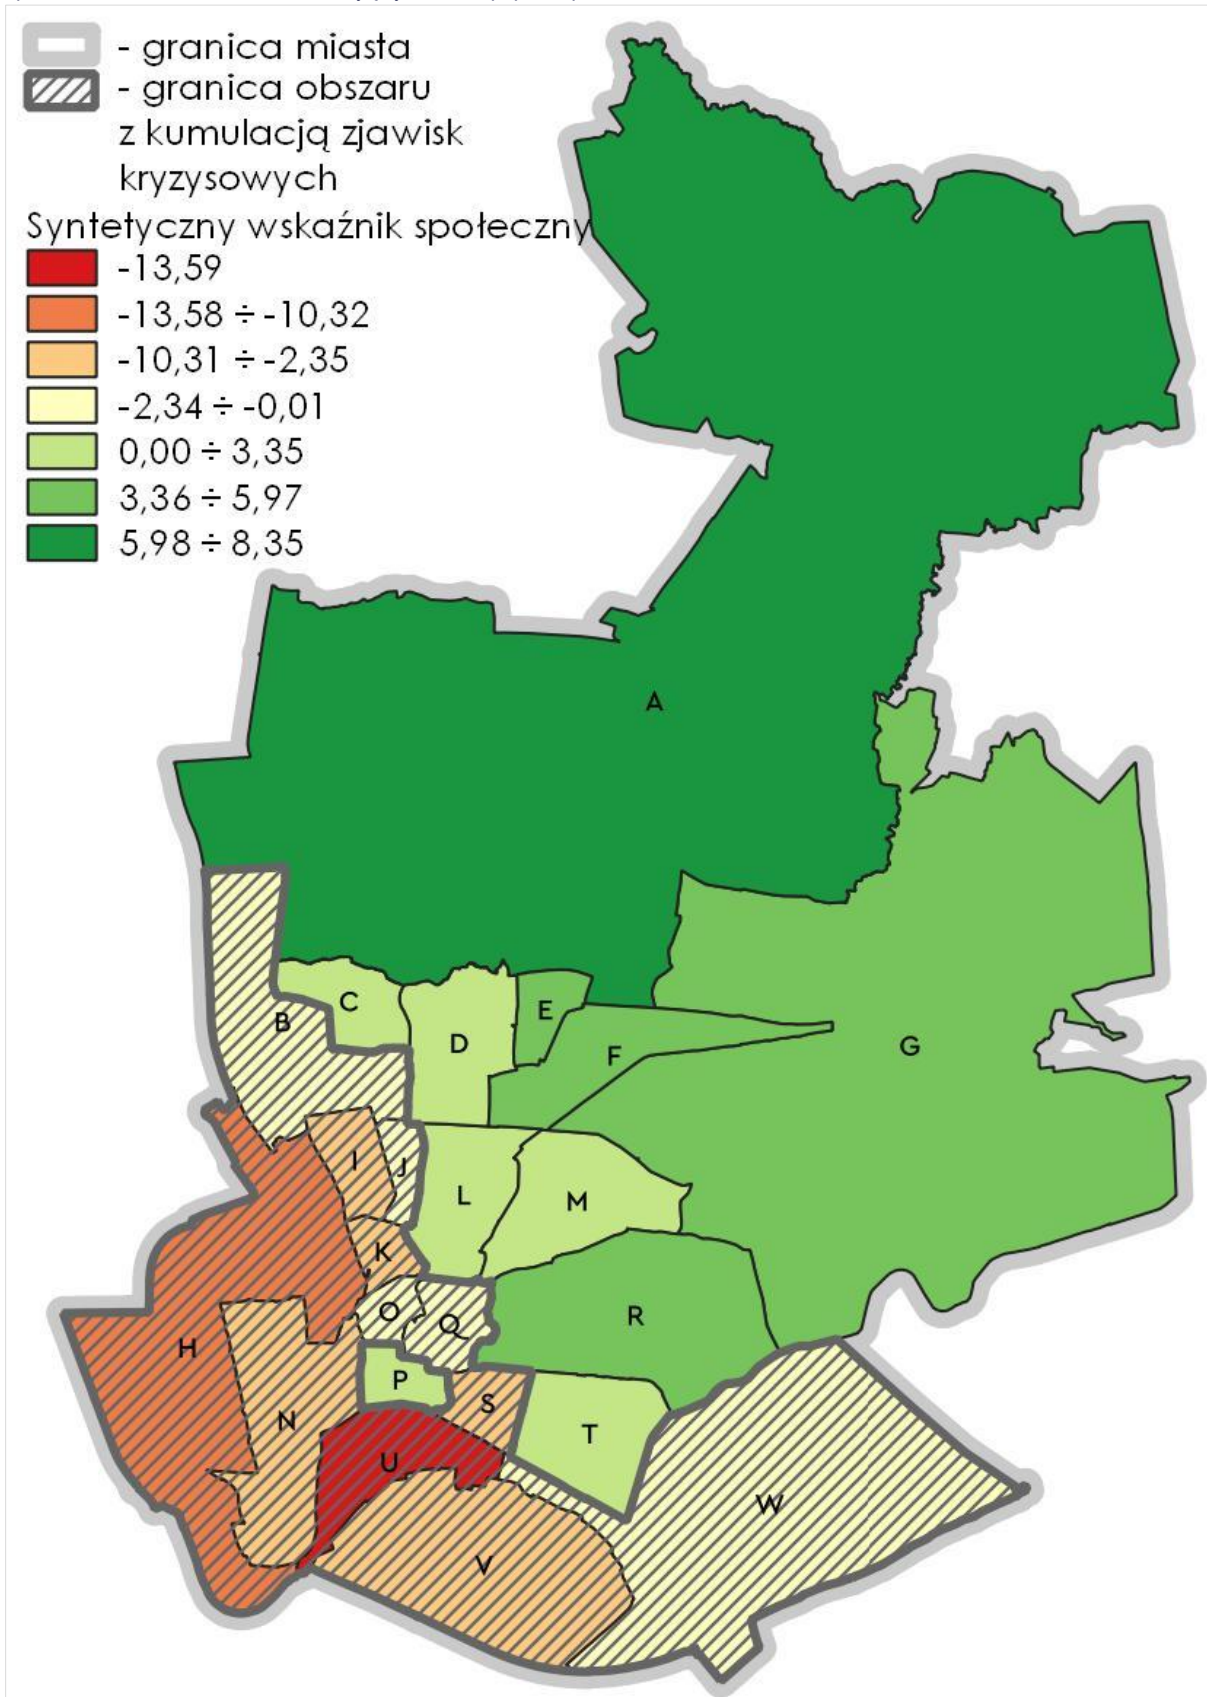 - granica miasta
- granica obszaru
z kumulacją zjawisk
kryzysowych
Syntetyczny wskaźnik społeczny
-13,59
-13,58 ÷ -10,32
-10,31 ÷ -2,35
-2,34 ÷ -0,01
0,00 ÷ 3,35
3,36 ÷ 5,97
5,98 ÷ 8,35
A
B
C
D
E
F
G
H
I
J
K
L
M
N
O
P
Q
R
S
T
U
V
W